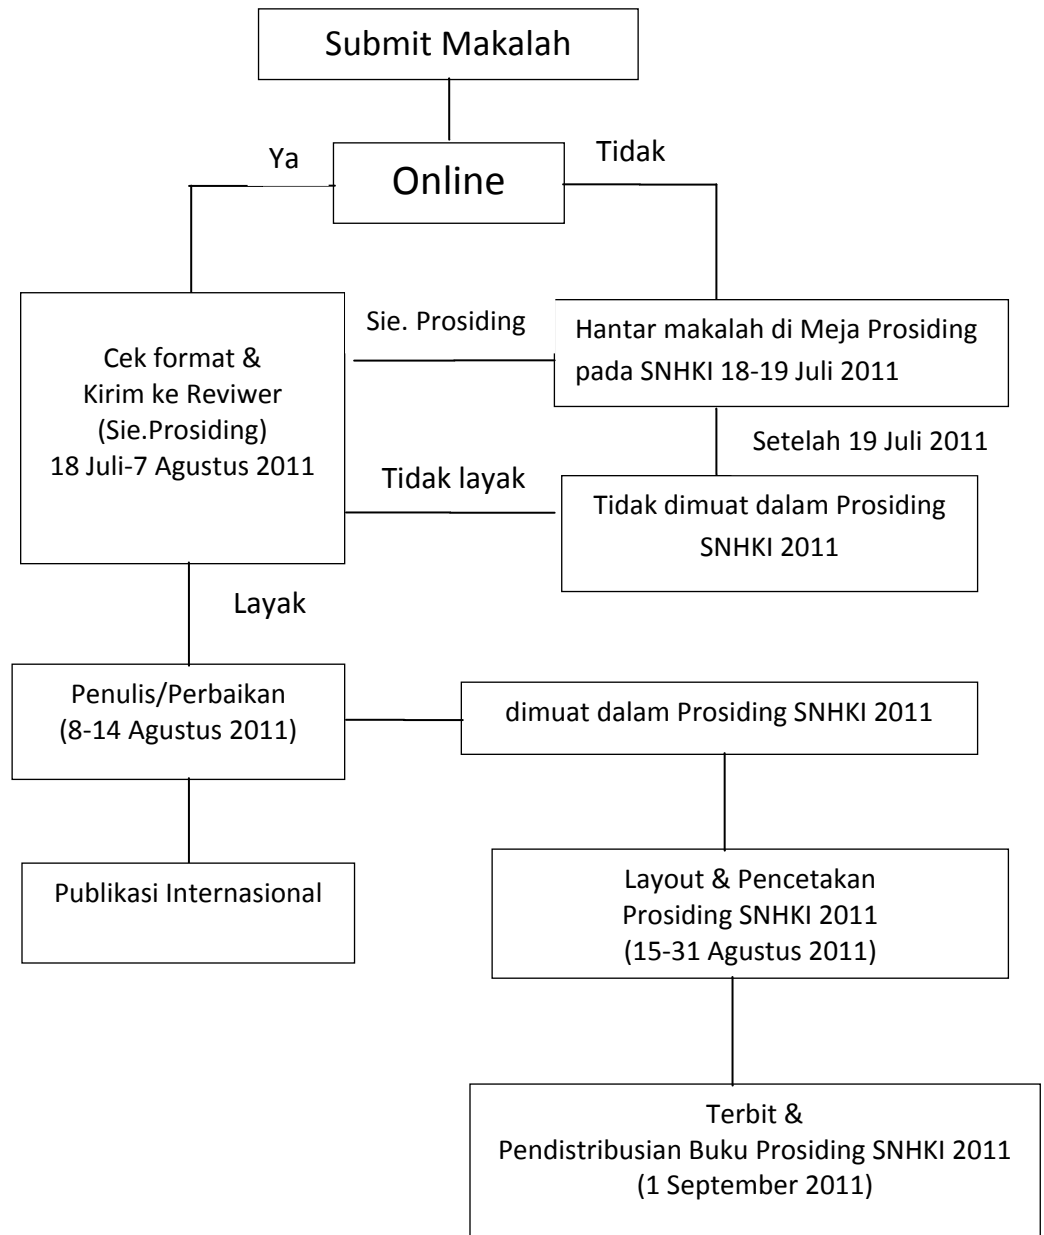 Submit Makalah
Ya
Tidak
Online
Sie. Prosiding
Hantar makalah di Meja Prosiding
pada SNHKI 18-19 Juli 2011
Cek format &
Kirim ke Reviwer
(Sie.Prosiding)
18 Juli-7 Agustus 2011
Setelah 19 Juli 2011
Tidak layak
Tidak dimuat dalam Prosiding
SNHKI 2011
Layak
Penulis/Perbaikan
(8-14 Agustus 2011)
dimuat dalam Prosiding SNHKI 2011
Publikasi Internasional
Layout & Pencetakan
Prosiding SNHKI 2011
(15-31 Agustus 2011)
Terbit &
Pendistribusian Buku Prosiding SNHKI 2011
(1 September 2011)